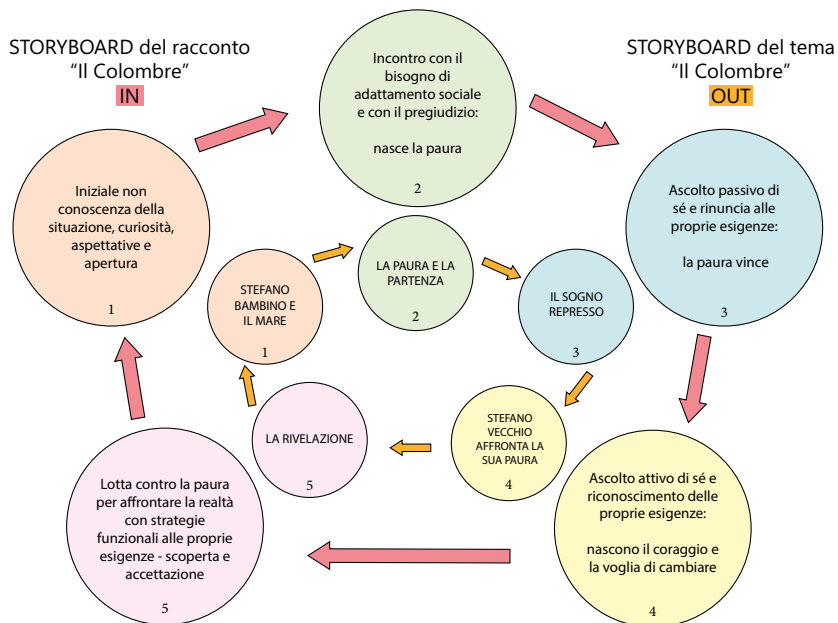 STORYBOARD del racconto
“Il Colombre”
IN
STORYBOARD del tema
“Il Colombre”
OUT
Iniziale non
conoscenza della
situazione, curiosità,
aspettative e
apertura
1
Incontro con il
bisogno di
adattamento sociale
e con il pregiudizio:
nasce la paura
2
Ascolto passivo di
sé e rinuncia alle
proprie esigenze:
la paura vince
3
Ascolto attivo di sé e
riconoscimento delle
proprie esigenze:
nascono il coraggio e
la voglia di cambiare
4
Lotta contro la paura
per affrontare la realtà
con strategie
funzionali alle proprie
esigenze - scoperta e
accettazione
5
STEFANO
BAMBINO E
IL MARE
1
LA PAURA E LA
PARTENZA
2
IL SOGNO
REPRESSO
3
STEFANO
VECCHIO
AFFRONTA LA
SUA PAURA
4
LA RIVELAZIONE
5